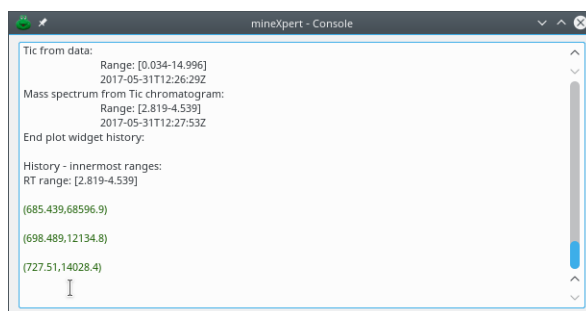 mineXpert - Console
Tic from data:
Range: [0.034-14.996]
2017-05-31T12:26:29Z
Mass spectrum from Tic chromatogram:
Range: [2.819-4.539]
2017-05-31T12:27:53Z
End plot widget history:
History - innermost ranges:
RT range: [2.819-4.539]
(685.439,68596.9)
(698.489,12134.8)
(727.51,14028.4)